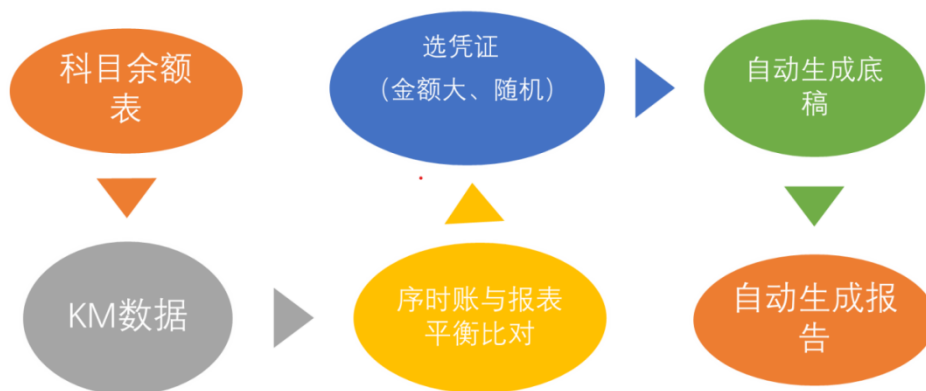 科目余额
表
KM数据
序时账与报表
平衡比对
选凭证
（金额大、随机）
自动生成底
稿
自动生成报
告